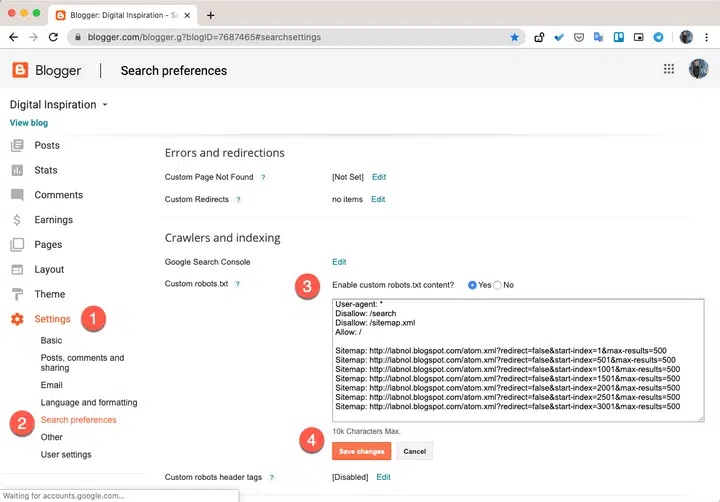 Blogger: Digital Inspiration - Se
blogger.com/blogger.g?blogID=7687465#searchsettings
Blogger
Search preferences
Digital Inspiration
View blog
Posts
Stats
Comments
Earnings
Pages
Layout
Theme
Settings
1
Basic
Posts, comments and
sharing
Email
Language and formatting
2
Search preferences
Other
User settings
Errors and redirections
Custom Page Not Found ? [Not Set] Edit
Custom Redirects ? no items Edit
Crawlers and indexing
Google Search Console Edit
Custom robots.txt ? 3 Enable custom robots.txt content? Yes No
User-agent: *
Disallow: /search
Disallow: /sitemap.xml
Allow: /
Sitemap: http://labnol.blogspot.com/atom.xml?redirect=false&start-index=1&max-results=500
Sitemap: http://labnol.blogspot.com/atom.xml?redirect=false&start-index=501&max-results=500
Sitemap: http://labnol.blogspot.com/atom.xml?redirect=false&start-index=1001&max-results=500
Sitemap: http://labnol.blogspot.com/atom.xml?redirect=false&start-index=1501&max-results=500
Sitemap: http://labnol.blogspot.com/atom.xml?redirect=false&start-index=2001&max-results=500
Sitemap: http://labnol.blogspot.com/atom.xml?redirect=false&start-index=2501&max-results=500
Sitemap: http://labnol.blogspot.com/atom.xml?redirect=false&start-index=3001&max-results=500
10k Characters Max.
4
Save changes Cancel
Custom robots header tags ? [Disabled] Edit
Waiting for accounts.google.com...